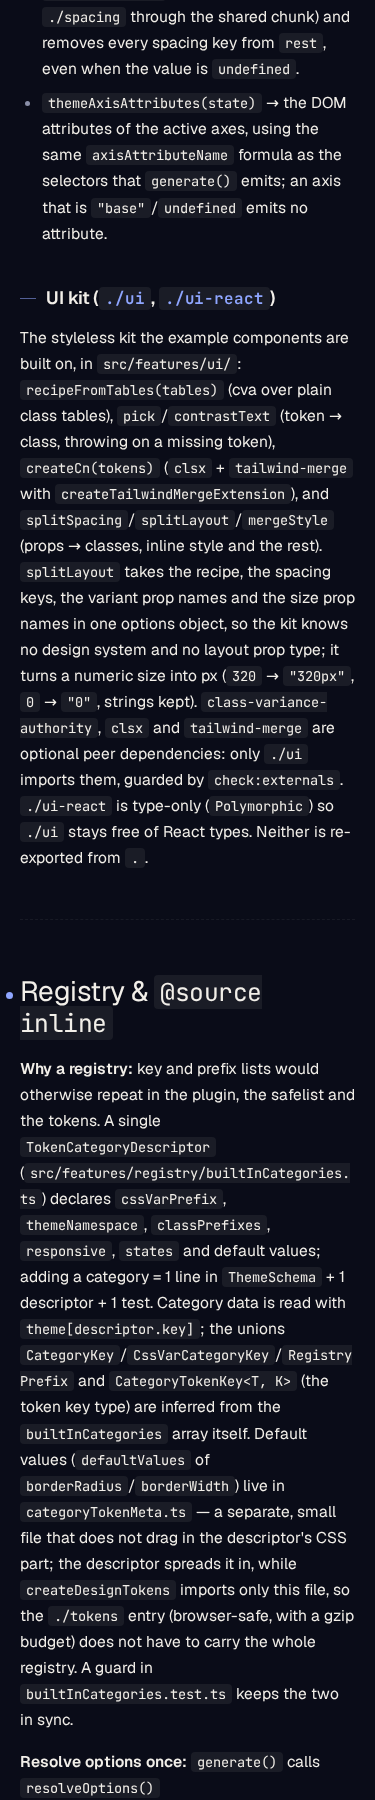 ./spacing through the shared chunk) and
removes every spacing key from rest,
even when the value is undefined.
themeAxisAttributes(state) → the DOM
attributes of the active axes, using the
same axisAttributeName formula as the
selectors that generate() emits; an axis
that is "base"/undefined emits no
attribute.
— UI kit (./ui, ./ui-react)
The styleless kit the example components are
built on, in src/features/ui/:
recipeFromTables(tables) (cva over plain
class tables), pick/contrastText (token →
class, throwing on a missing token),
createCn(tokens) (clsx + tailwind-merge
with createTailwindMergeExtension), and
splitSpacing/splitLayout/mergeStyle
(props → classes, inline style and the rest).
splitLayout takes the recipe, the spacing
keys, the variant prop names and the size prop
names in one options object, so the kit knows
no design system and no layout prop type; it
turns a numeric size into px (320 → "320px",
0 → "0", strings kept). class-variance-
authority, clsx and tailwind-merge are
optional peer dependencies: only ./ui
imports them, guarded by check:externals.
./ui-react is type-only (Polymorphic) so
./ui stays free of React types. Neither is re-
exported from ..
Registry & @source
inline
Why a registry: key and prefix lists would
otherwise repeat in the plugin, the safelist and
the tokens. A single
TokenCategoryDescriptor
(src/features/registry/builtInCategories.
ts) declares cssVarPrefix,
themeNamespace, classPrefixes,
responsive, states and default values;
adding a category = 1 line in ThemeSchema + 1
descriptor + 1 test. Category data is read with
theme[descriptor.key]; the unions
CategoryKey/CssVarCategoryKey/Registry
Prefix and CategoryTokenKey<T, K> (the
token key type) are inferred from the
builtInCategories array itself. Default
values (defaultValues of
borderRadius/borderWidth) live in
categoryTokenMeta.ts — a separate, small
file that does not drag in the descriptor's CSS
part; the descriptor spreads it in, while
createDesignTokens imports only this file, so
the ./tokens entry (browser-safe, with a gzip
budget) does not have to carry the whole
registry. A guard in
builtInCategories.test.ts keeps the two
in sync.
Resolve options once: generate() calls
resolveOptions()